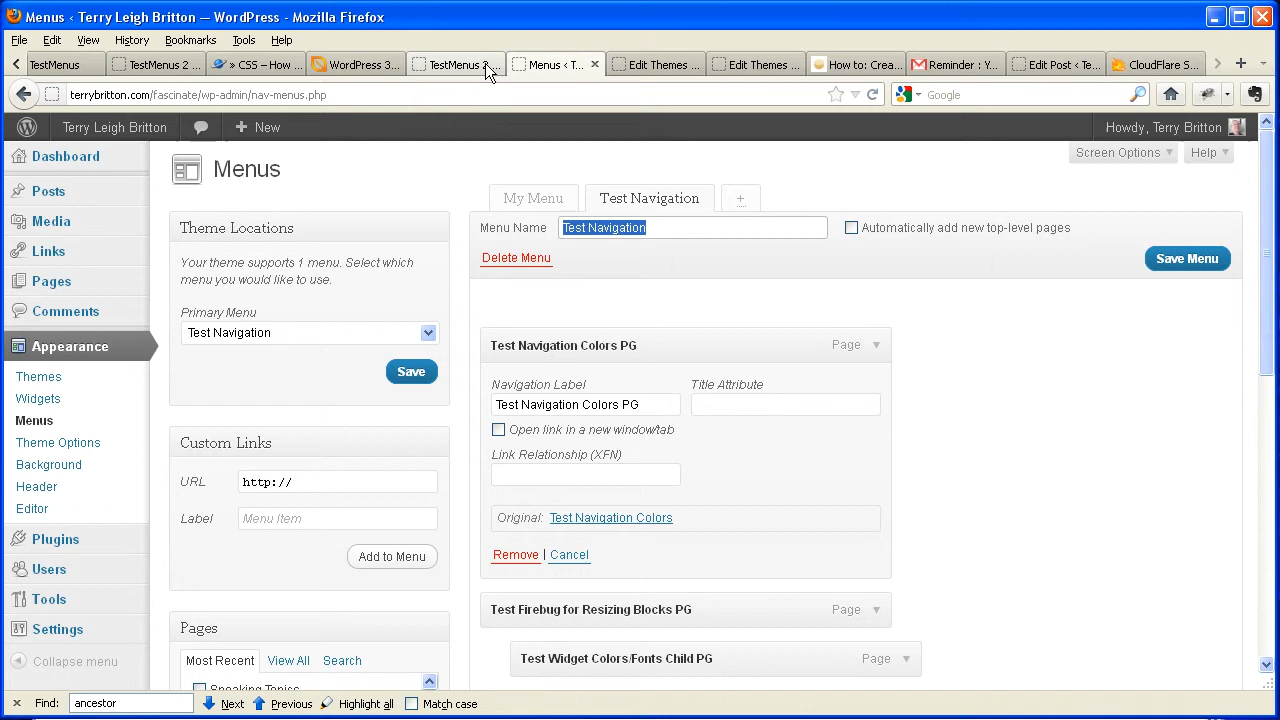 Menus ‹ Terry Leigh Britton — WordPress - Mozilla Firefox
File Edit View History Bookmarks Tools Help
TestMenus TestMenus 2 ... » CSS – How ... WordPress 3... TestMenus 2 ... Menus ‹ T... Edit Themes ... Edit Themes ... How to: Crea... Reminder : Y... Edit Post ‹ Te... CloudFlare S...
terrybritton.com/fascinate/wp-admin/nav-menus.php Google
Terry Leigh Britton + New Howdy, Terry Britton
Screen Options Help
Dashboard
Posts
Media
Links
Pages
Comments
Appearance
Themes
Widgets
Menus
Theme Options
Background
Header
Editor
Plugins
Users
Tools
Settings
Collapse menu
Menus
Theme Locations
Your theme supports 1 menu. Select which
menu you would like to use.
Primary Menu
Test Navigation
Save
Custom Links
URL http://
Label Menu Item
Add to Menu
Pages
Most Recent View All Search
Speaking Topics
My Menu Test Navigation +
Menu Name Test Navigation Automatically add new top-level pages
Delete Menu Save Menu
Test Navigation Colors PG Page
Navigation Label Title Attribute
Test Navigation Colors PG
Open link in a new window/tab
Link Relationship (XFN)
Original: Test Navigation Colors
Remove | Cancel
Test Firebug for Resizing Blocks PG Page
Test Widget Colors/Fonts Child PG Page
Find: ancestor Next Previous Highlight all Match case